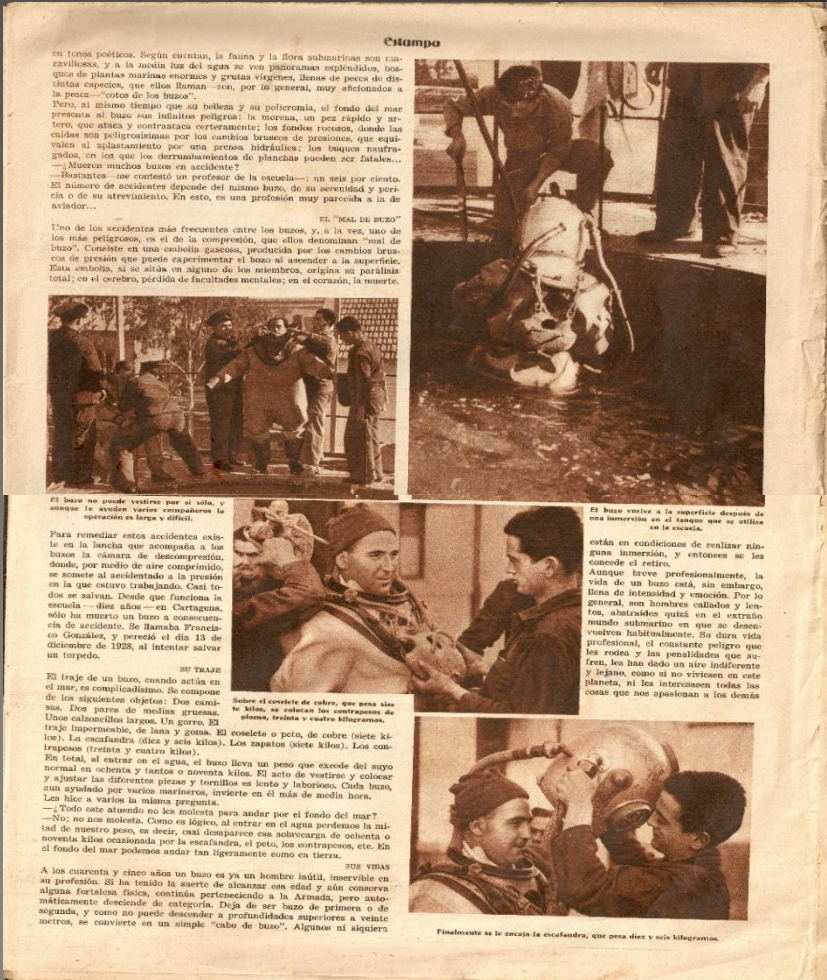 Estampa
en tonos poéticos. Según cuentan, la fauna y la flora submarinas son ma-
ravillosas, y a la media luz del agua se ven panoramas espléndidos, bos-
ques de plantas marinas enormes y grutas vírgenes, llenas de peces de dis-
tintas especies, que ellos llaman—son, por lo general, muy aficionados a
la pesca—"cotos de los buzos".
Pero, al mismo tiempo que su belleza y su policromía, el fondo del mar
presenta al buzo sus infinitos peligros: la morena, un pez rápido y ar-
tero, que ataca y contraataca certeramente; los fondos rocosos, donde las
caídas son peligrosísimas por los cambios bruscos de presiones, que equi-
valen al aplastamiento por una prensa hidráulica; los buques naufra-
gados, en los que los derrumbamientos de planchas pueden ser fatales...
—¿Mueren muchos buzos en accidente?
—Bastantes—me contestó un profesor de la escuela—: un seis por ciento.
El número de accidentes depende del mismo buzo, de su serenidad y peri-
cia o de su atrevimiento. En esto, es una profesión muy parecida a la de
aviador...
EL "MAL DE BUZO"
Uno de los accidentes más frecuentes entre los buzos, y, a la vez, uno de
los más peligrosos, es el de la compresión, que ellos denominan "mal de
buzo". Consiste en una embolia gaseosa, producida por los cambios brus-
cos de presión que puede experimentar el buzo al ascender a la superficie.
Esta embolia, si se sitúa en alguno de los miembros, origina su parálisis
total; en el cerebro, pérdida de facultades mentales; en el corazón, la muerte.
El buzo no puede vestirse por sí sólo, y
aunque le ayuden varios compañeros la
operación es larga y difícil.
Para remediar estos accidentes exis-
te en la lancha que acompaña a los
buzos la cámara de descompresión,
donde, por medio de aire comprimido,
se somete al accidentado a la presión
en la que estuvo trabajando. Casi to-
dos se salvan. Desde que funciona la
escuela—diez años—en Cartagena,
sólo ha muerto un buzo a consecuen-
cia de accidente. Se llamaba Francis-
co González, y pereció el día 13 de
diciembre de 1928, al intentar salvar
un torpedo.
SU TRAJE
El traje de un buzo, cuando actúa en
el mar, es complicadísimo. Se compone
de los siguientes objetos: Dos cami-
sas. Dos pares de medias gruesas.
Unos calzoncillos largos. Un gorro. El
traje impermeable, de lana y goma. El coselete o peto, de cobre (siete ki-
los). La escafandra (diez y seis kilos). Los zapatos (siete kilos). Los con-
trapesos (treinta y cuatro kilos).
En total, al entrar en el agua, el buzo lleva un peso que excede del suyo
normal en ochenta y tantos o noventa kilos. El acto de vestirse y colocar
y ajustar las diferentes piezas y tornillos es lento y laborioso. Cada buzo,
aun ayudado por varios marineros, invierte en él más de media hora.
Les hice a varios la misma pregunta.
—¿Todo este atuendo no les molesta para andar por el fondo del mar?
—No; no nos molesta. Como es lógico, al entrar en el agua perdemos la mi-
tad de nuestro peso, es decir, casi desaparece esa sobrecarga de ochenta o
noventa kilos ocasionada por la escafandra, el peto, los contrapesos, etc. En
el fondo del mar podemos andar tan ligeramente como en tierra.
SUS VIDAS
A los cuarenta y cinco años un buzo es ya un hombre inútil, inservible en
su profesión. Si ha tenido la suerte de alcanzar esa edad y aún conserva
alguna fortaleza física, continúa perteneciendo a la Armada, pero auto-
máticamente desciende de categoría. Deja de ser buzo de primera o de
segunda, y como no puede descender a profundidades superiores a veinte
metros, se convierte en un simple "cabo de buzo". Algunos ni siquiera
Sobre el coselete de cobre, que pesa sie-
te kilos, se colocan los contrapesos de
plomo, treinta y cuatro kilogramos.
El buzo vuelve a la superficie después de
una inmersión en el tanque que se utiliza
en la escuela.
están en condiciones de realizar nin-
guna inmersión, y entonces se les
concede el retiro.
Aunque breve profesionalmente, la
vida de un buzo está, sin embargo,
llena de intensidad y emoción. Por lo
general, son hombres callados y len-
tos, abstraídos quizá en el extraño
mundo submarino en que se desen-
vuelven habitualmente. Su dura vida
profesional, el constante peligro que
les rodea y las penalidades que su-
fren, les han dado un aire indiferente
y lejano, como si no viviesen en este
planeta, ni les interesasen todas las
cosas que nos apasionan a los demás
Finalmente se le encaja la escafandra, que pesa diez y seis kilogramos.